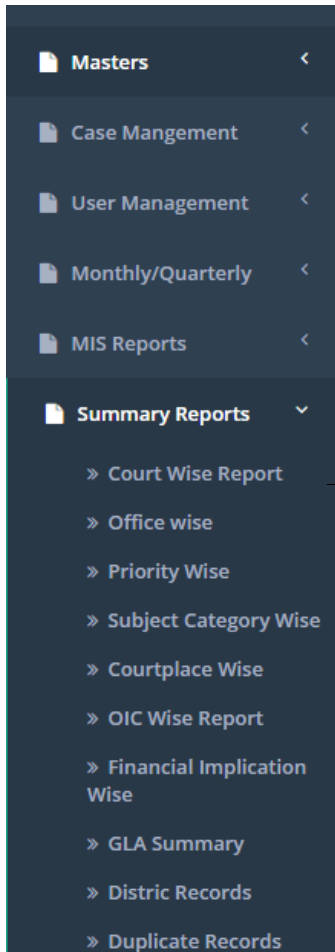 Masters
Case Mangement
User Management
Monthly/Quarterly
MIS Reports
Summary Reports
» Court Wise Report
» Office wise
» Priority Wise
» Subject Category Wise
» Courtplace Wise
» OIC Wise Report
» Financial Implication
Wise
» GLA Summary
» Distric Records
» Duplicate Records